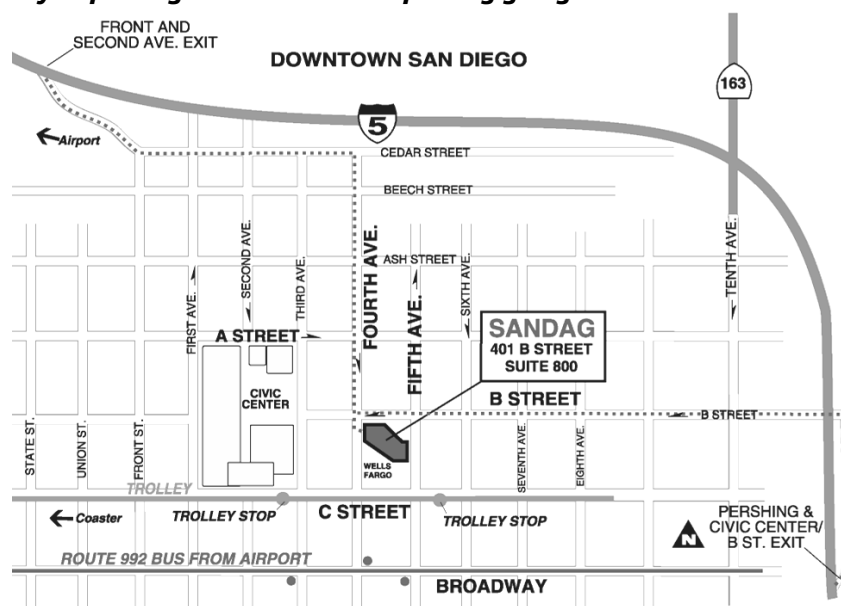 FRONT AND
SECOND AVE. EXIT
DOWNTOWN SAN DIEGO
163
5
Airport
CEDAR STREET
BEECH STREET
ASH STREET
FIRST AVE.
SECOND AVE.
THIRD AVE.
FOURTH AVE.
FIFTH AVE.
SIXTH AVE.
TENTH AVE.
A STREET
SANDAG
401 B STREET
SUITE 800
CIVIC
CENTER
B STREET
B STREET
STATE ST.
UNION ST.
FRONT ST.
WELLS
FARGO
SEVENTH AVE.
EIGHTH AVE.
TROLLEY
Coaster
TROLLEY STOP
C STREET
TROLLEY STOP
PERSHING &
CIVIC CENTER/
B ST. EXIT
N
ROUTE 992 BUS FROM AIRPORT
BROADWAY